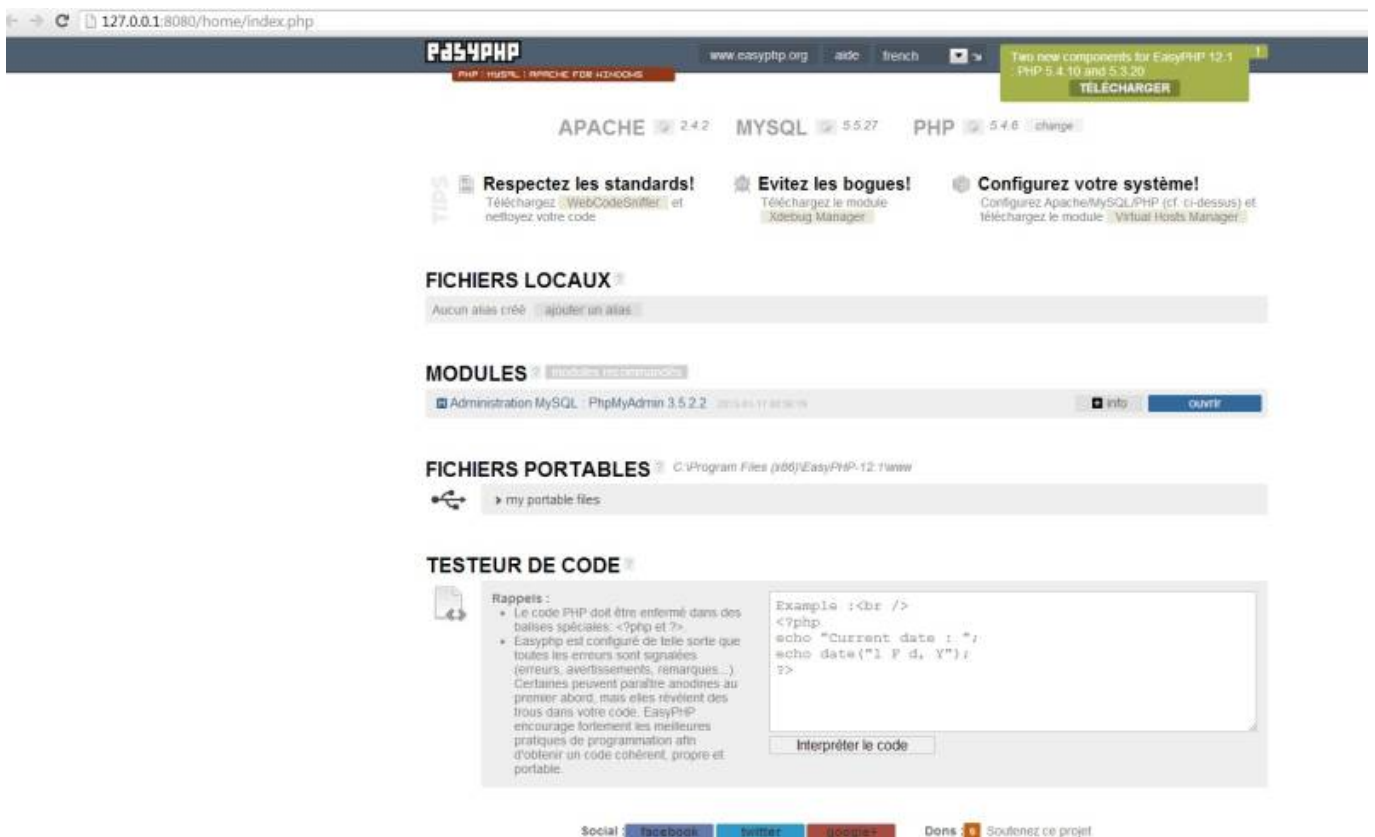 127.0.0.1:8080/home/index.php
easyPHP
PHP : MYSQL : APACHE FOR WINDOWS
www.easyphp.org aide french
Two new components for EasyPHP 12.1
: PHP 5.4.10 and 5.3.20
TÉLÉCHARGER
!
APACHE 2.4.2 MYSQL 5.5.27 PHP 5.4.6 change
TIPS
Respectez les standards!
Téléchargez WebCodeSniffer et
nettoyez votre code
Evitez les bogues!
Téléchargez le module
Xdebug Manager
Configurez votre système!
Configurez Apache/MySQL/PHP (cf. ci-dessus) et
téléchargez le module Virtual Hosts Manager
FICHIERS LOCAUX ?
Aucun alias créé ajouter un alias
MODULES ? modules recommandés
Administration MySQL : PhpMyAdmin 3.5.2.2
info ouvrir
FICHIERS PORTABLES ? C:\Program Files (x86)\EasyPHP-12.1\www
my portable files
TESTEUR DE CODE ?
Rappels :
• Le code PHP doit être enfermé dans des
balises spéciales: <?php et ?>.
• Easyphp est configuré de telle sorte que
toutes les erreurs sont signalées
(erreurs, avertissements, remarques...).
Certaines peuvent paraître anodines au
premier abord, mais elles révèlent des
trous dans votre code. EasyPHP
encourage fortement les meilleures
pratiques de programmation afin
d'obtenir un code cohérent, propre et
portable.
Example :<br />
<?php
echo "Current date : ";
echo date("l F d, Y");
?>
Interpréter le code
Social : facebook twitter google+ Dons : Soutenez ce projet